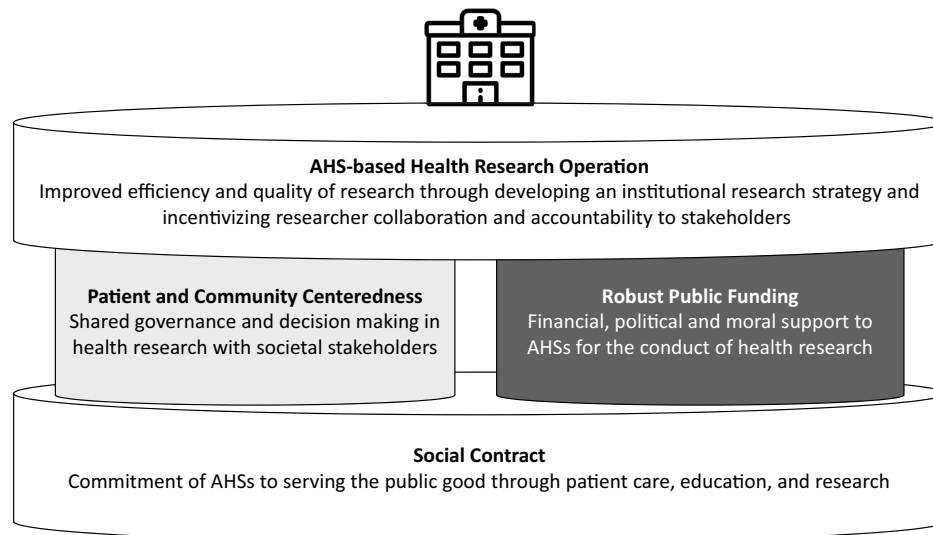 AHS-based Health Research Operation
Improved efficiency and quality of research through developing an institutional research strategy and
incentivizing researcher collaboration and accountability to stakeholders
Patient and Community Centeredness
Shared governance and decision making in
health research with societal stakeholders
Robust Public Funding
Financial, political and moral support to
AHSs for the conduct of health research
Social Contract
Commitment of AHSs to serving the public good through patient care, education, and research